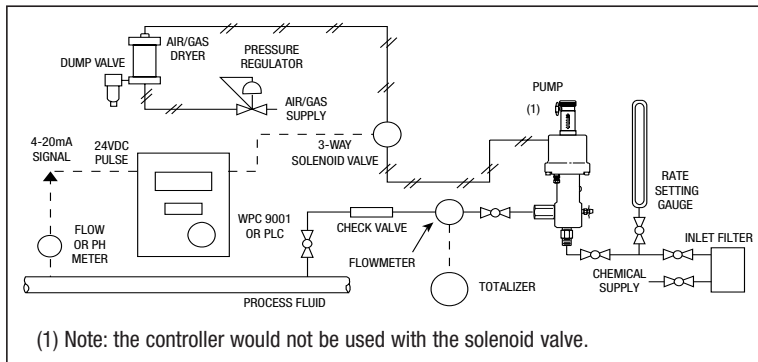 AIR/GAS
DRYER
DUMP VALVE
PRESSURE
REGULATOR
AIR/GAS
SUPPLY
PUMP
(1)
4-20mA
SIGNAL
24VDC
PULSE
3-WAY
SOLENOID VALVE
RATE
SETTING
GAUGE
WPC 9001
OR PLC
FLOW
OR PH
METER
CHECK VALVE
FLOWMETER
INLET FILTER
CHEMICAL
SUPPLY
TOTALIZER
PROCESS FLUID
(1) Note: the controller would not be used with the solenoid valve.